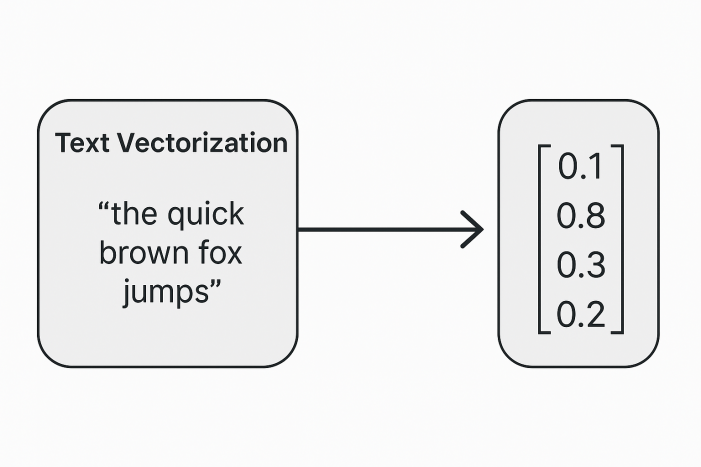 Text Vectorization
“the quick
brown fox
jumps”
0.1
0.8
0.3
0.2